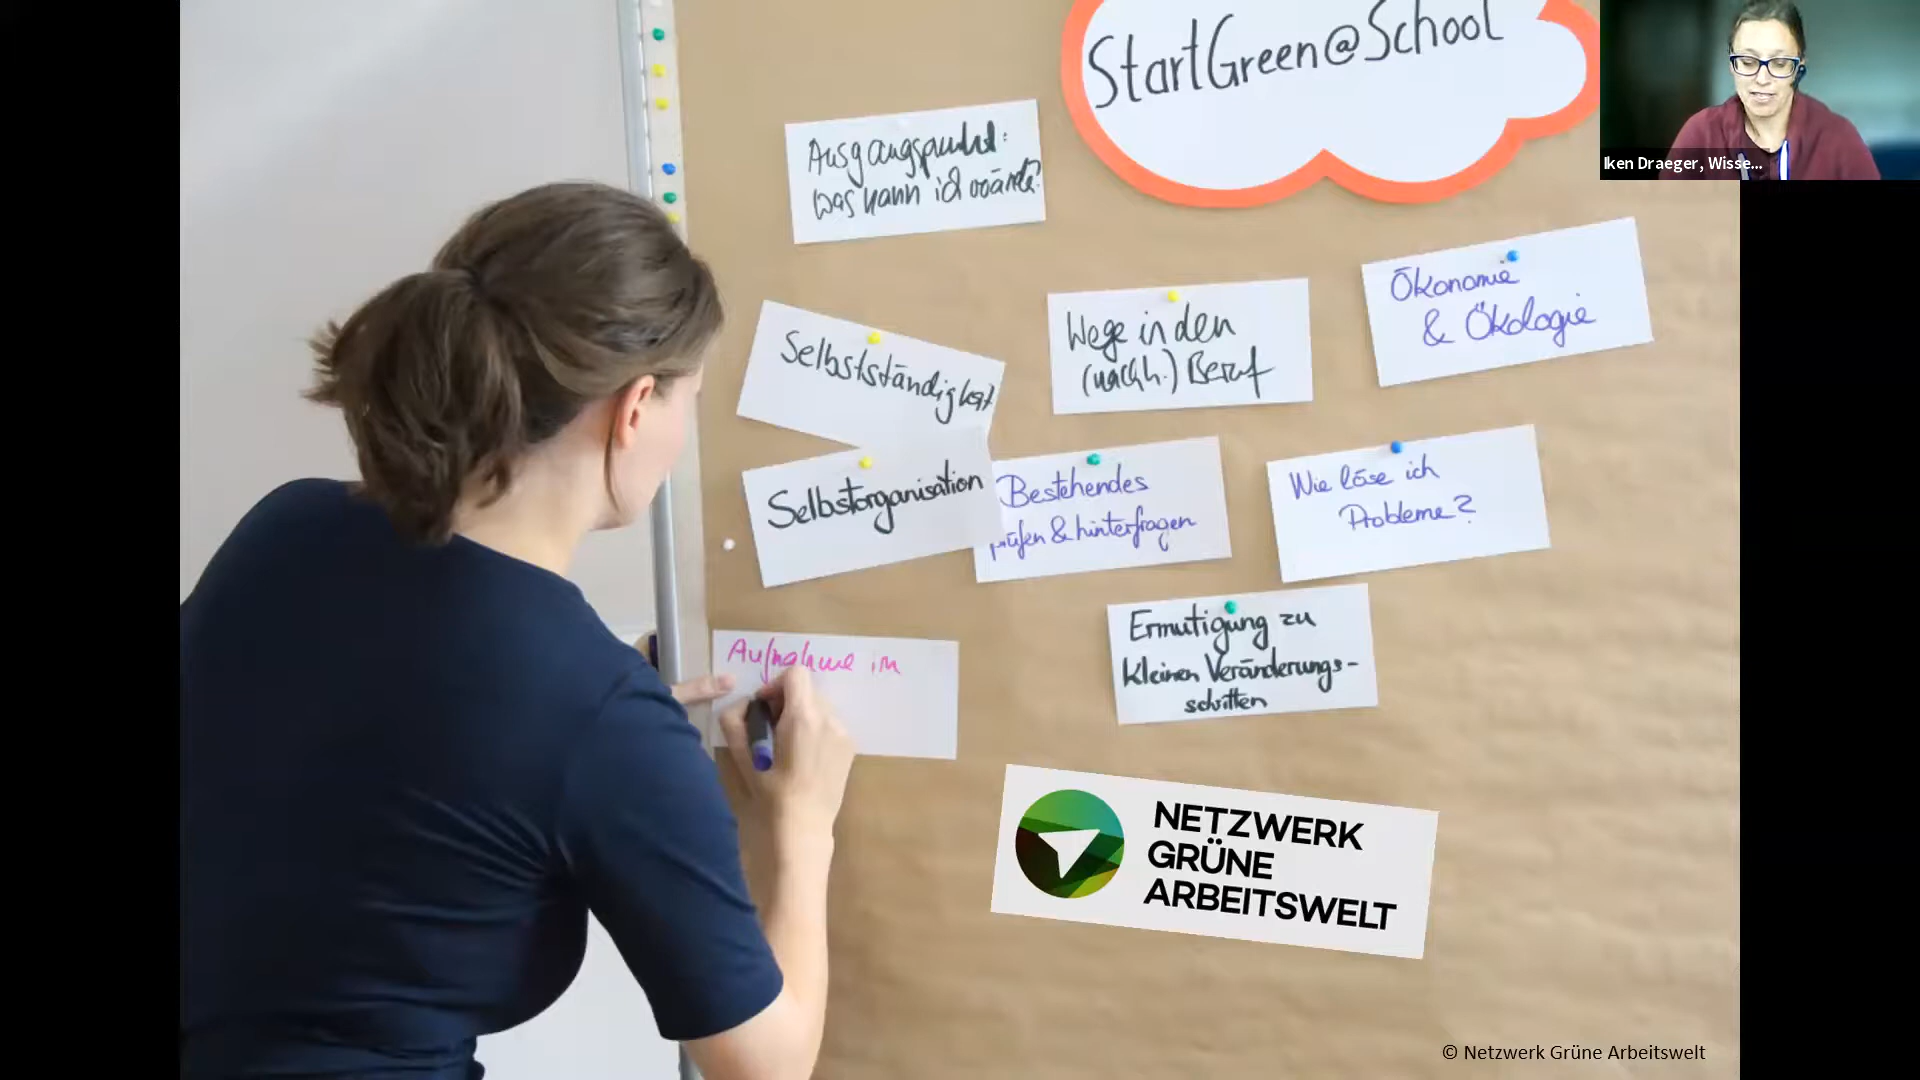 StartGreen@School
Iken Draeger, Wisse...
Ausgangspunkt:
was kann ich
Ökonomie
& Ökologie
Wege in den
(nachh.) Beruf
Selbstständigkeit
Selbstorganisation
Bestehendes
prüfen & hinterfragen
Wie löse ich
Probleme?
Ermutigung zu
kleinen Veränderungs-
schritten
Aufnahme im
NETZWERK
GRÜNE
ARBEITSWELT
© Netzwerk Grüne Arbeitswelt